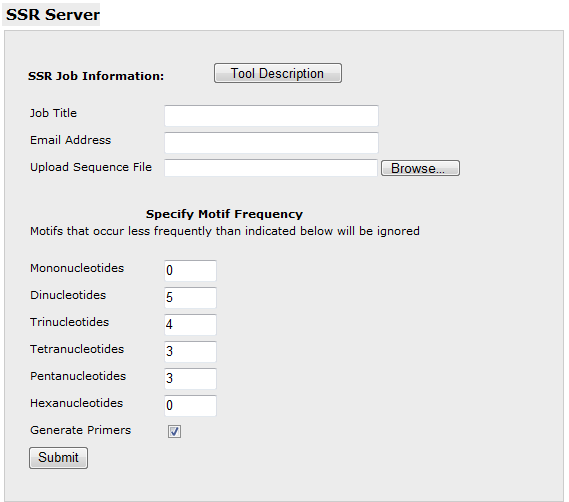 SSR Server
SSR Job Information: Tool Description
Job Title
Email Address
Upload Sequence File Browse...
Specify Motif Frequency
Motifs that occur less frequently than indicated below will be ignored
Mononucleotides 0
Dinucleotides 5
Trinucleotides 4
Tetranucleotides 3
Pentanucleotides 3
Hexanucleotides 0
Generate Primers
Submit